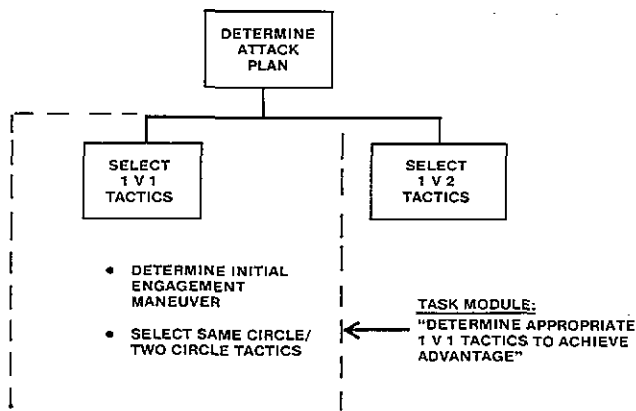 DETERMINE
ATTACK
PLAN
SELECT
1 V 1
TACTICS
SELECT
1 V 2
TACTICS
• DETERMINE INITIAL
ENGAGEMENT
MANEUVER
• SELECT SAME CIRCLE/
TWO CIRCLE TACTICS
TASK MODULE:
"DETERMINE APPROPRIATE
1 V 1 TACTICS TO ACHIEVE
ADVANTAGE"